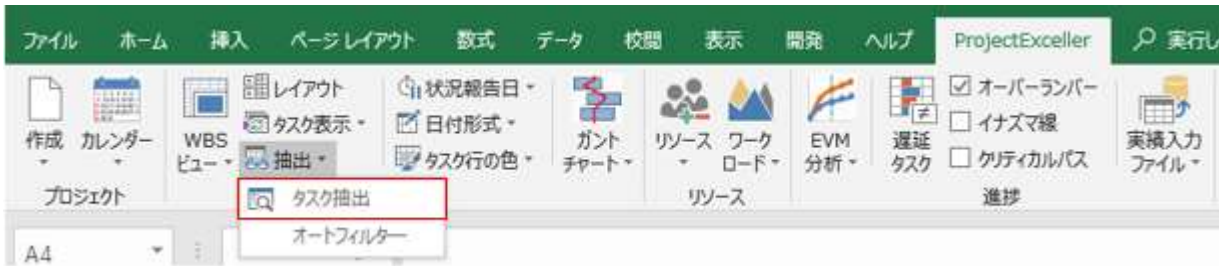 ファイル ホーム 挿入 ページ レイアウト 数式 データ 校閲 表示 開発 ヘルプ ProjectExceller 実行し
作成 カレンダー WBS ビュー レイアウト タスク表示 抽出 状況報告日 日付形式 タスク行の色 ガント チャート リソース ワーク ロード EVM 分析 遅延 タスク オーバーランバー イナズマ線 クリティカルパス 実績入力 ファイル
プロジェクト リソース 進捗
タスク抽出
オートフィルター
A4